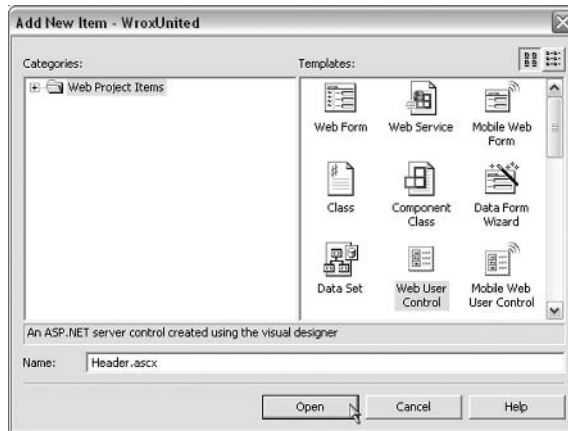 Add New Item - WroxUnited
Categories:
Templates:
Web Project Items
Web Form
Web Service
Mobile Web
Form
Class
Component
Class
Data Form
Wizard
Data Set
Web User
Control
Mobile Web
User Control
An ASP.NET server control created using the visual designer
Name:
Header.ascx
Open
Cancel
Help